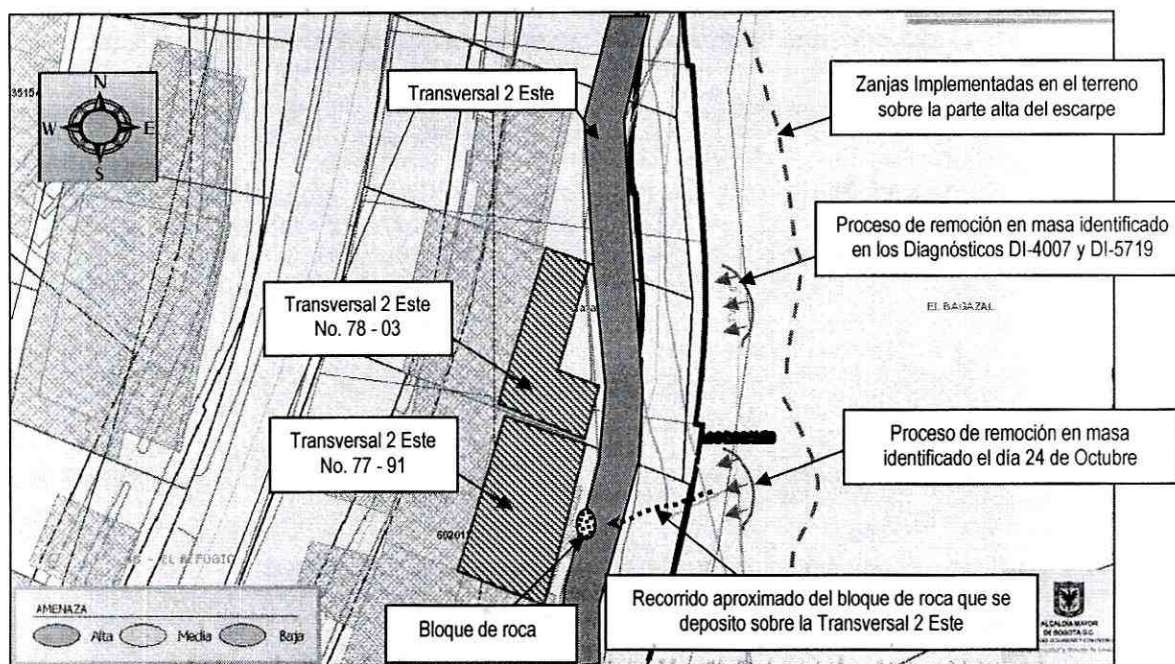 N
W
E
S
Transversal 2 Este
Zanjas Implementadas en el terreno
sobre la parte alta del escarpe
Proceso de remoción en masa identificado
en los Diagnósticos DI-4007 y DI-5719
EL BAGAZAL
Transversal 2 Este
No. 78 - 03
Transversal 2 Este
No. 77 - 91
Proceso de remoción en masa
identificado el día 24 de Octubre
EL REFUGIO
AMENAZA
Alta
Media
Baja
Bloque de roca
Recorrido aproximado del bloque de roca que se
deposito sobre la Transversal 2 Este
ALCALDIA MAYOR
DE BOGOTA D.C.